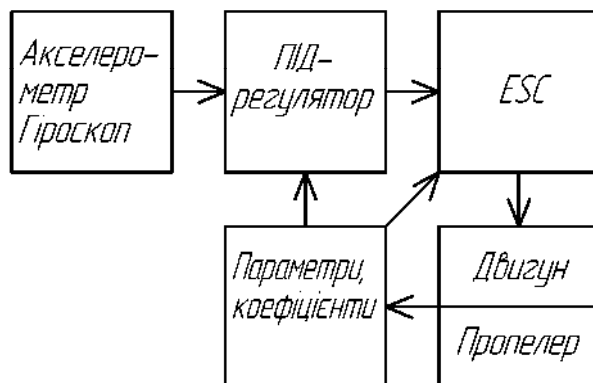 Акселеро-
метр
Гіроскоп
ПІД-
регулятор
ESC
Параметри,
коефіцієнти
Двигун
Пропелер